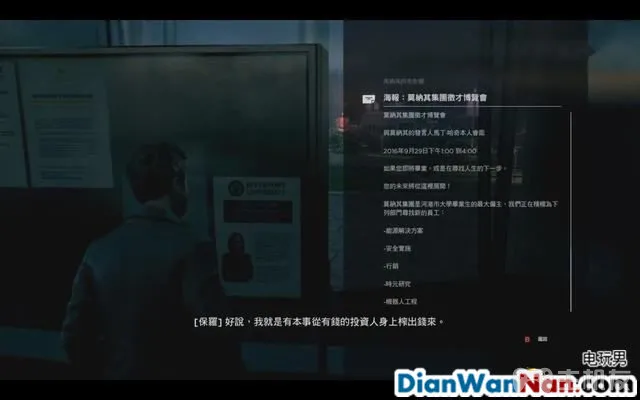 海報：莫納其集團徵才博覽會
莫納其集團徵才博覽會
與莫納其的發言人馬丁·哈奇本人會面
2016年9月29日下午1:00 到4:00
如果您即將畢業，或是在尋找人生的下一步，
您的未來將從這裡展開！
莫納其集團是河港市大學畢業生的最大僱主，我們正在積極為下
列部門尋找新的員工：
-能源解決方案
-安全實施
-行銷
-時元研究
-機器人工程
[保羅] 好說，我就是有本事從有錢的投資人身上榨出錢來。
B 返回
电玩男
DianWanNan.com